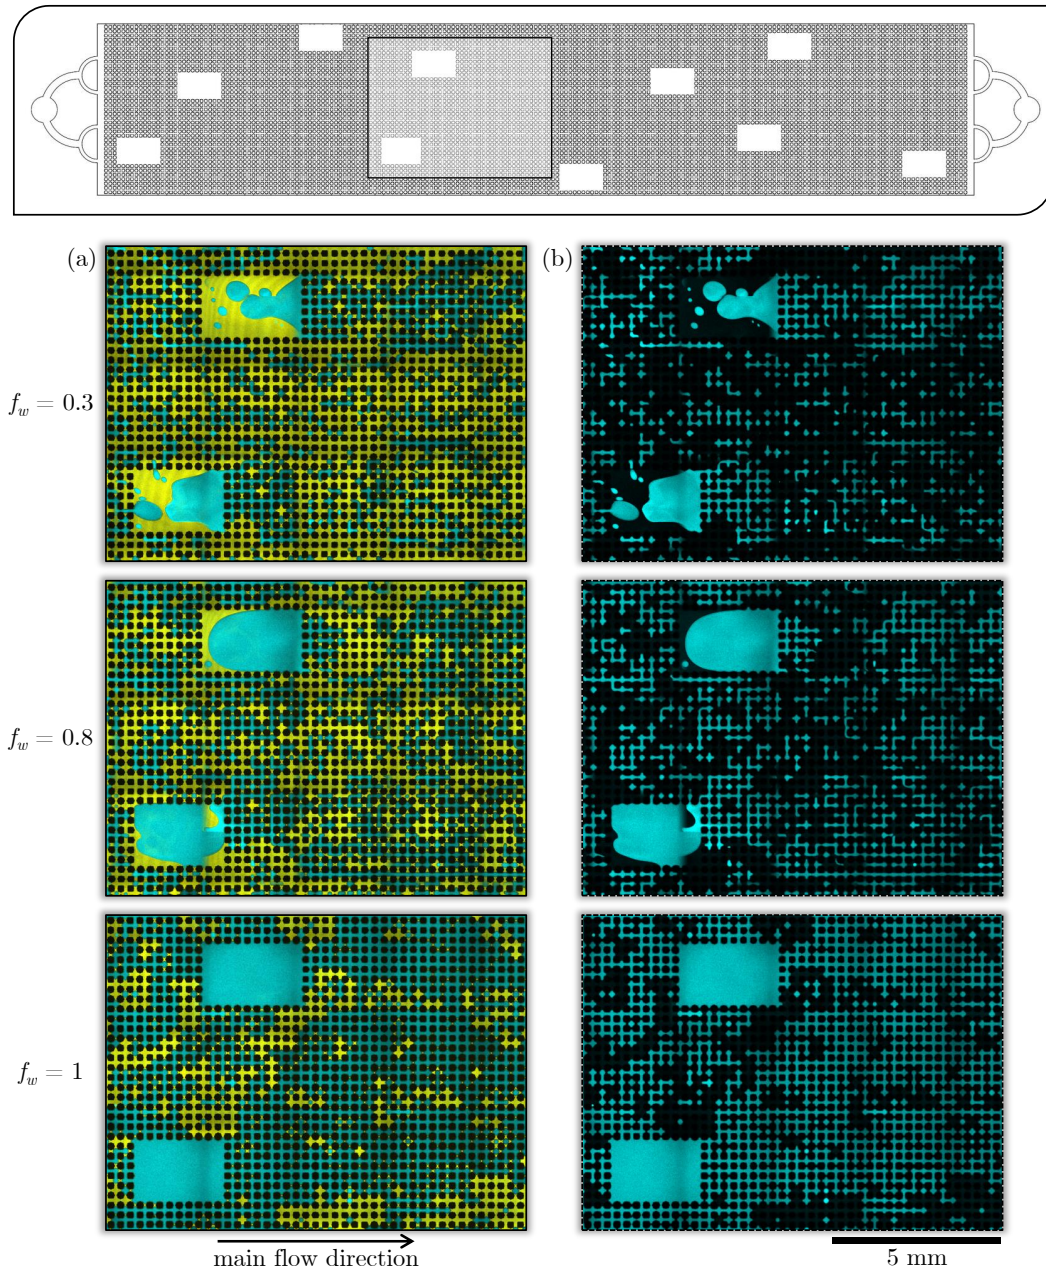 (a)
(b)
f_w = 0.3
f_w = 0.8
f_w = 1
main flow direction
5 mm